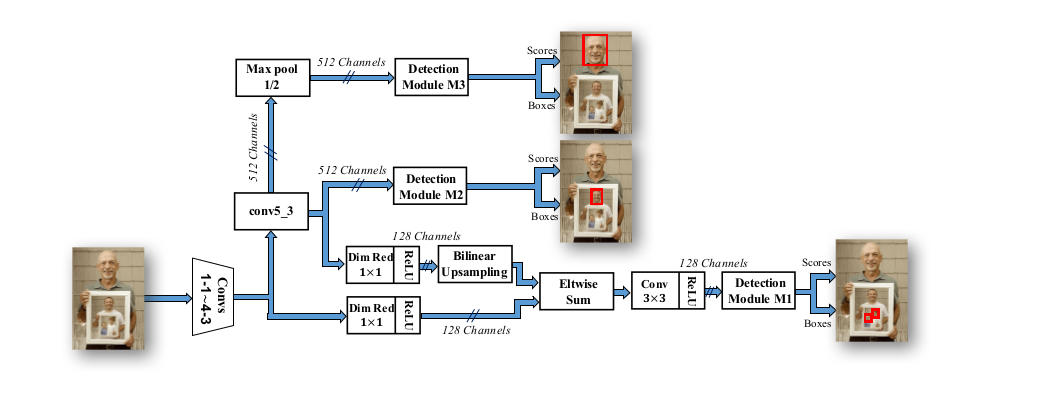 512 Channels
Scores
Max pool
1/2
Detection
Module M3
Boxes
512 Channels
512 Channels
Scores
Detection
Module M2
Boxes
conv5_3
128 Channels
Dim Red
1×1
ReLU
Bilinear
Upsampling
Convs
1-1~4-3
Dim Red
1×1
ReLU
128 Channels
Eltwise
Sum
128 Channels
Conv
3×3
ReLU
Detection
Module M1
Scores
Boxes